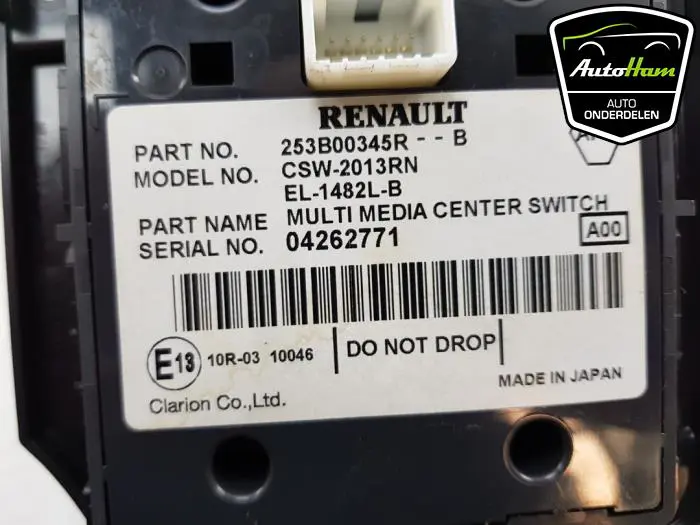 AutoHam
AUTO
ONDERDELEN
RENAULT
PART NO. 253B00345R - - B
MODEL NO. CSW-2013RN
EL-1482L-B
PART NAME MULTI MEDIA CENTER SWITCH
SERIAL NO. 04262771
A00
E13 10R-03 10046 DO NOT DROP
MADE IN JAPAN
Clarion Co.,Ltd.